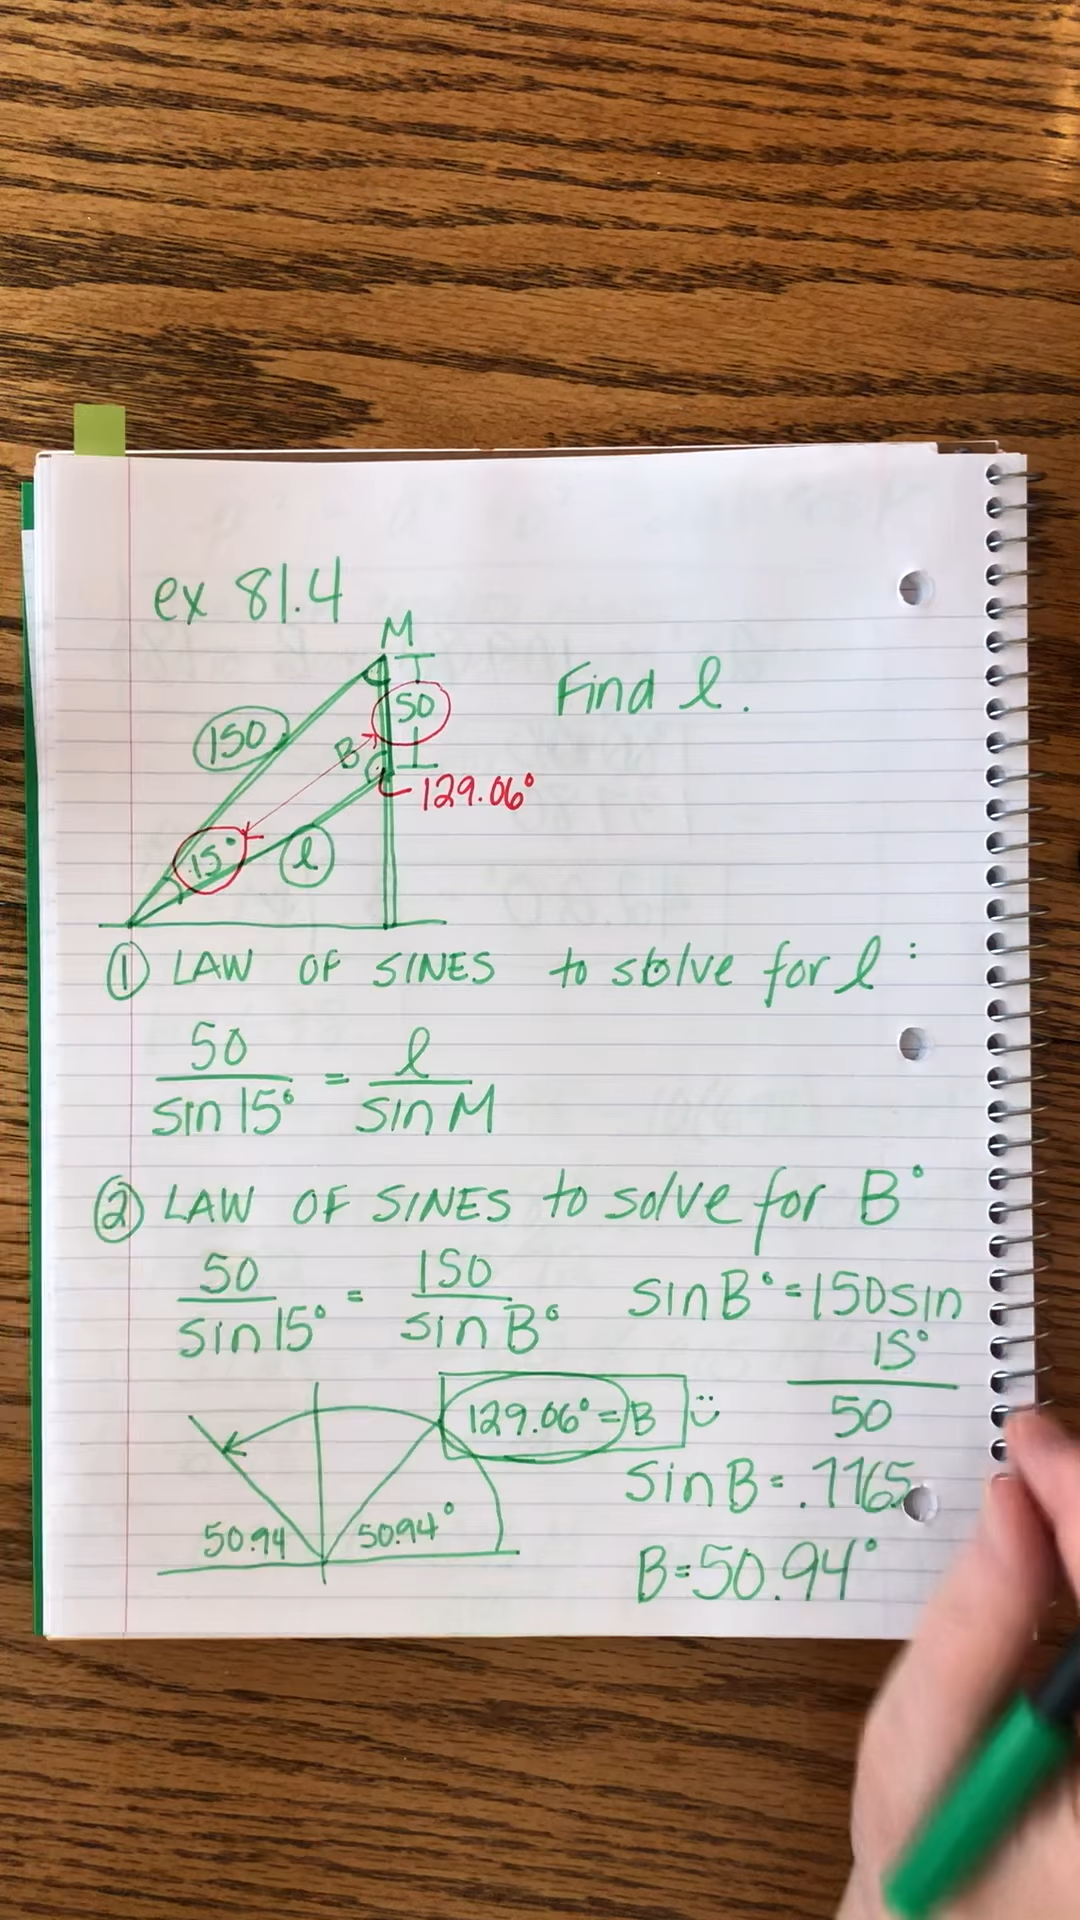 ex 81.4
M
50
Find l.
150
B
129.06°
15°
l
① LAW OF SINES to solve for l:
50 / sin 15° = l / sin M
② LAW OF SINES to solve for B°
50 / sin 15° = 150 / sin B°
sin B° = 150 sin 15° / 50
129.06° = B
sin B = .7765
50.94
50.94°
B = 50.94°